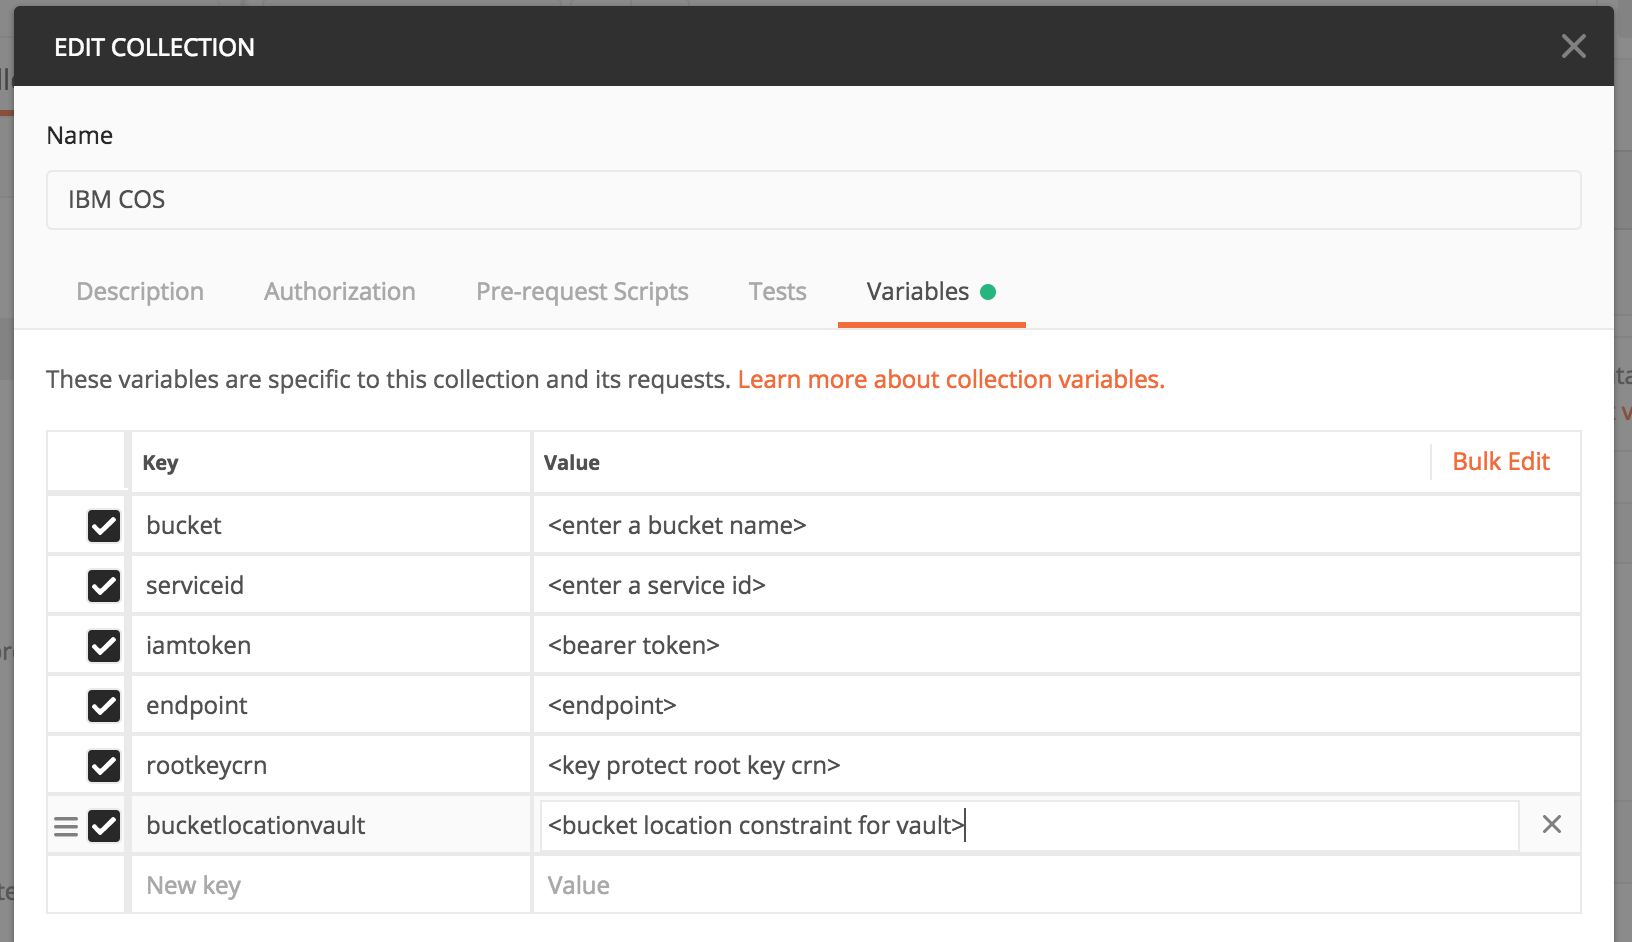 EDIT COLLECTION
Name
IBM COS
Description Authorization Pre-request Scripts Tests Variables
These variables are specific to this collection and its requests. Learn more about collection variables.
Key Value Bulk Edit
bucket <enter a bucket name>
serviceid <enter a service id>
iamtoken <bearer token>
endpoint <endpoint>
rootkeycrn <key protect root key crn>
bucketlocationvault <bucket location constraint for vault>
New key Value